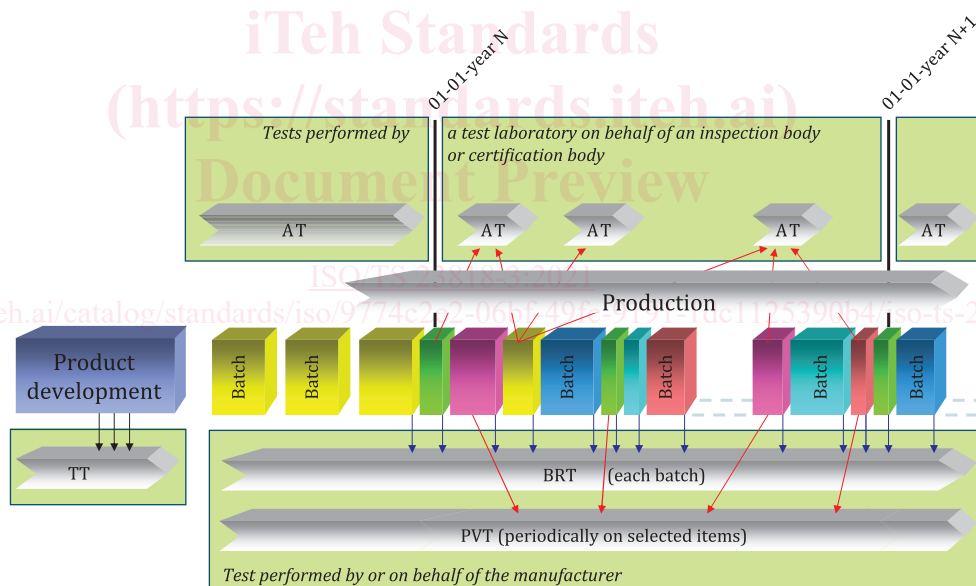 iTeh Standards
(https://standards.iteh.ai)
Document Preview
01-01-year N
01-01-year N+1
Tests performed by
a test laboratory on behalf of an inspection body
or certification body
AT
AT
AT
AT
AT
ISO/TS 23818-3:2021
Production
Product
development
Batch
Batch
Batch
Batch
Batch
Batch
Batch
TT
BRT (each batch)
PVT (periodically on selected items)
Test performed by or on behalf of the manufacturer